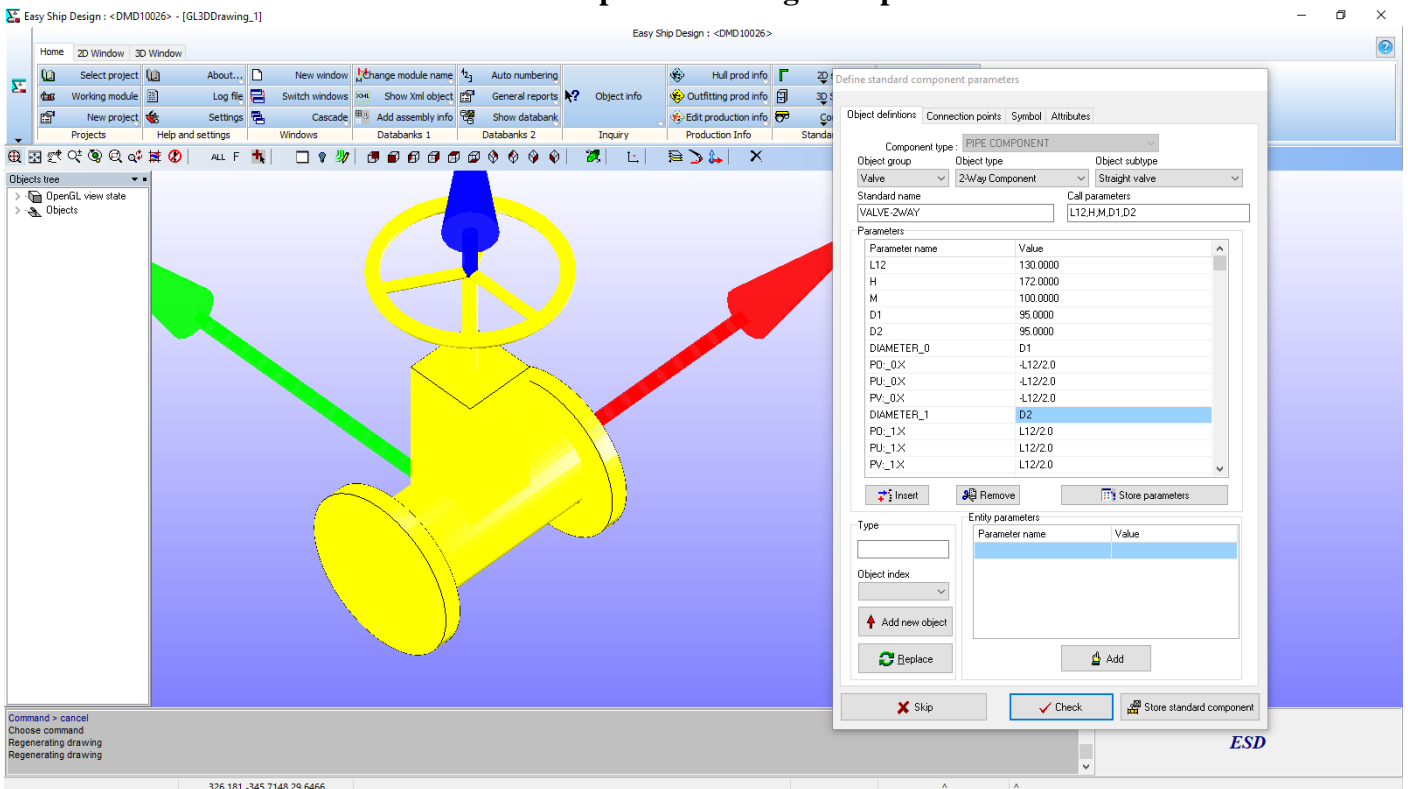 Easy Ship Design : <DMD10026> - [GL3DDrawing_1]
Easy Ship Design : <DMD10026>
Home 2D Window 3D Window
Select project About... New window Change module name Auto numbering Hull prod info
Working module Log file Switch windows Show Xml object General reports Object info Outfitting prod info
New project Settings Cascade Add assembly info Show databank Edit production info
Projects Help and settings Windows Databanks 1 Databanks 2 Inquiry Production Info
ALL F
Objects tree
OpenGL view state
Objects
Define standard component parameters
Object definitions Connection points Symbol Attributes
Component type : PIPE COMPONENT
Object group Object type Object subtype
Valve 2-Way Component Straight valve
Standard name Call parameters
VALVE-2WAY L12,H,M,D1,D2
Parameters
Parameter name Value
L12 130.0000
H 172.0000
M 100.0000
D1 95.0000
D2 95.0000
DIAMETER_0 D1
PO:_0.X -L12/2.0
PU:_0.X -L12/2.0
PV:_0.X -L12/2.0
DIAMETER_1 D2
PO:_1.X L12/2.0
PU:_1.X L12/2.0
PV:_1.X L12/2.0
Insert Remove Store parameters
Type Entity parameters
Parameter name Value
Object index
Add new object
Replace Add
Skip Check Store standard component
Command > cancel
Choose command
Regenerating drawing
Regenerating drawing
ESD
326.181,-345.7148,29.6466